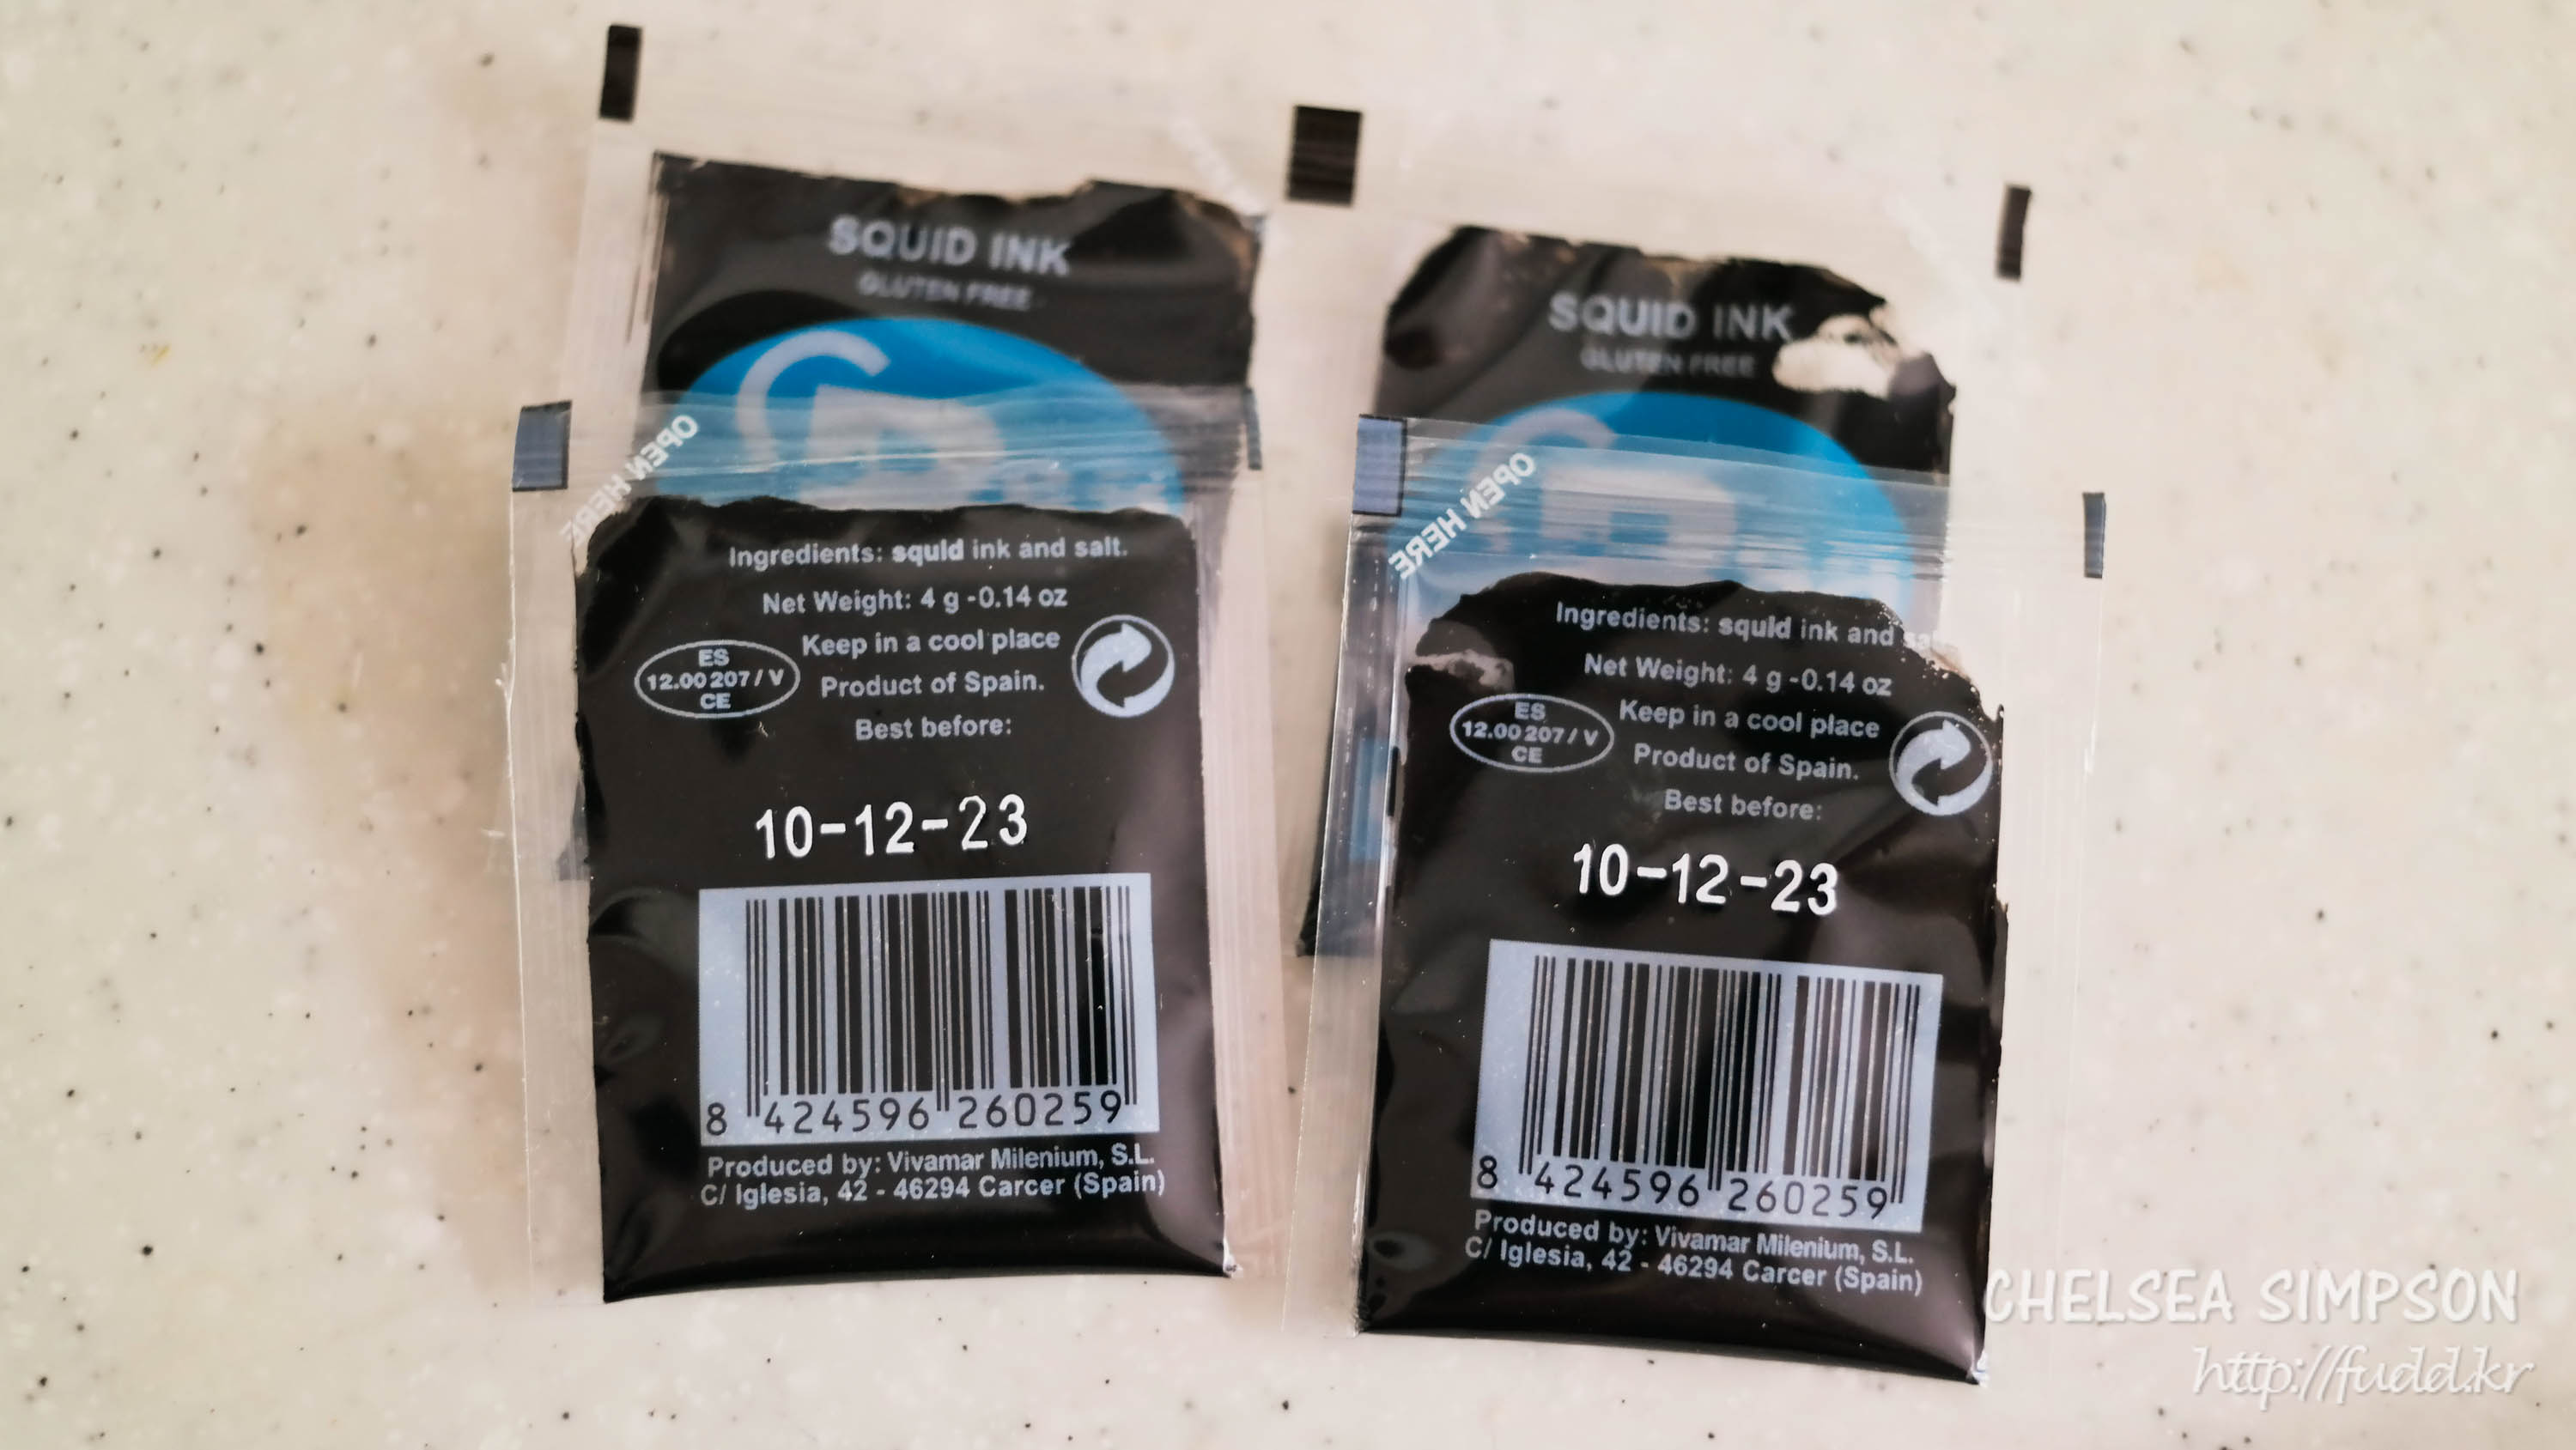 SQUID INK
GLUTEN FREE
OPEN HERE
Ingredients: squid ink and salt.
Net Weight: 4 g -0.14 oz
Keep in a cool place
ES
12.00207/V
CE
Product of Spain.
Best before:
10-12-23
8 424596 260259
Produced by: Vivamar Milenium, S.L.
C/ Iglesia, 42 - 46294 Carcer (Spain)
SQUID INK
GLUTEN FREE
OPEN HERE
Ingredients: squid ink and
Net Weight: 4 g -0.14 oz
Keep in a cool place
ES
12.00207/V
CE
Product of Spain.
Best before:
10-12-23
8 424596 260259
Produced by: Vivamar Milenium, S.L.
C/ Iglesia, 42 - 46294 Carcer (Spain)
CHELSEA SIMPSON
http://fudd.kr